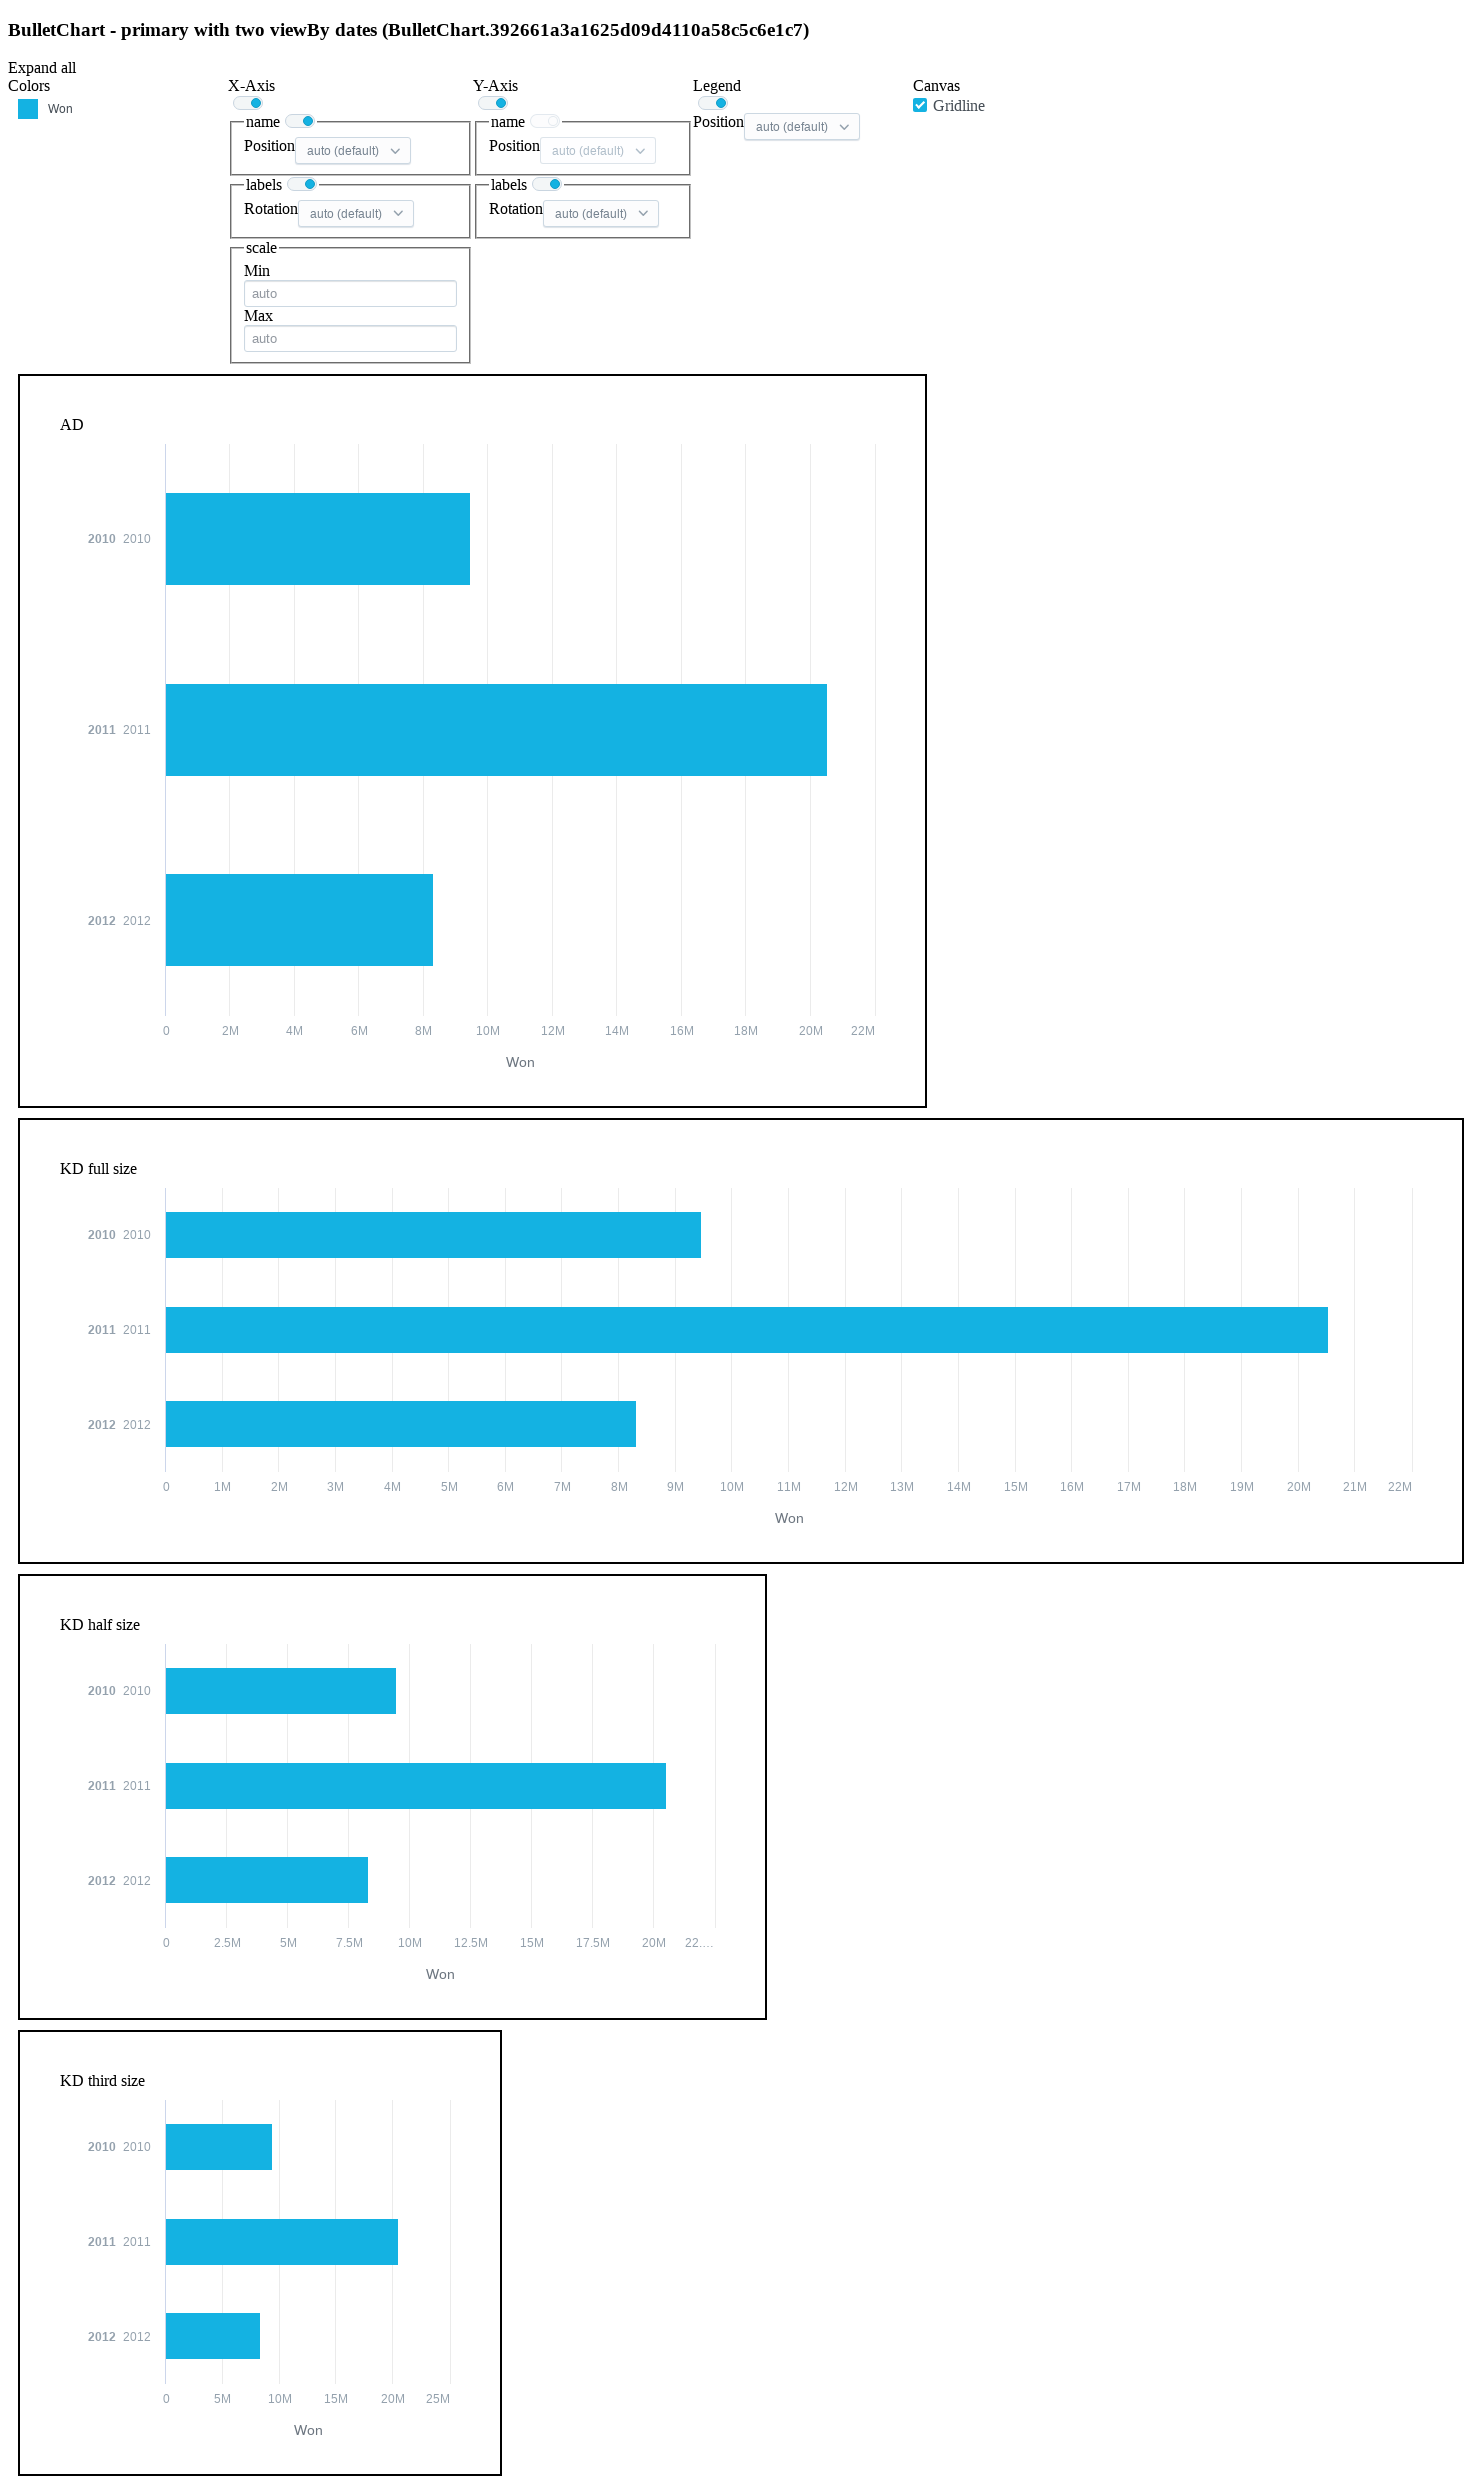 BulletChart - primary with two viewBy dates (BulletChart.392661a3a1625d09d4110a58c5c6e1c7)
Expand all
Colors
Won
X-Axis
name
Position auto (default)
labels
Rotation auto (default)
scale
Min
auto
Max
auto
Y-Axis
name
Position auto (default)
labels
Rotation auto (default)
Legend
Position auto (default)
Canvas
Gridline
AD
2010 2010
2011 2011
2012 2012
0 2M 4M 6M 8M 10M 12M 14M 16M 18M 20M 22M
Won
KD full size
2010 2010
2011 2011
2012 2012
0 1M 2M 3M 4M 5M 6M 7M 8M 9M 10M 11M 12M 13M 14M 15M 16M 17M 18M 19M 20M 21M 22M
Won
KD half size
2010 2010
2011 2011
2012 2012
0 2.5M 5M 7.5M 10M 12.5M 15M 17.5M 20M 22.…
Won
KD third size
2010 2010
2011 2011
2012 2012
0 5M 10M 15M 20M 25M
Won